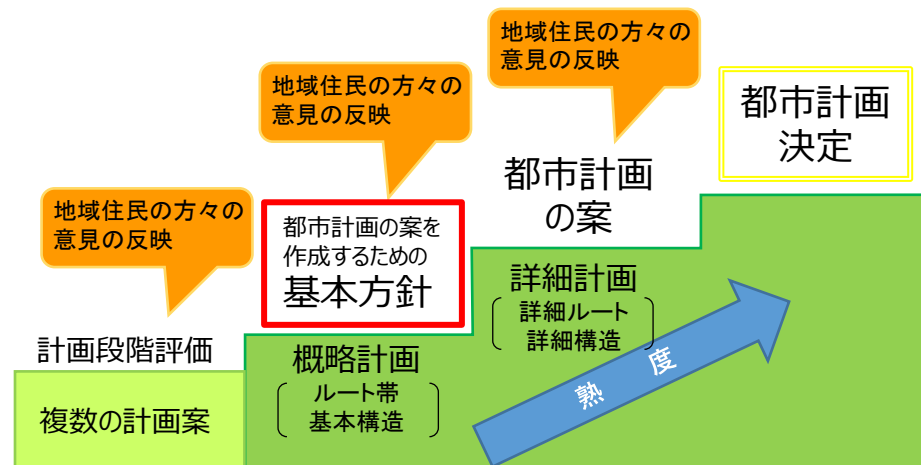 地域住民の方々の
意見の反映
計画段階評価
複数の計画案
地域住民の方々の
意見の反映
都市計画の案を
作成するための
基本方針
概略計画
ルート帯
基本構造
地域住民の方々の
意見の反映
都市計画
の案
詳細計画
詳細ルート
詳細構造
都市計画
決定
熟 度